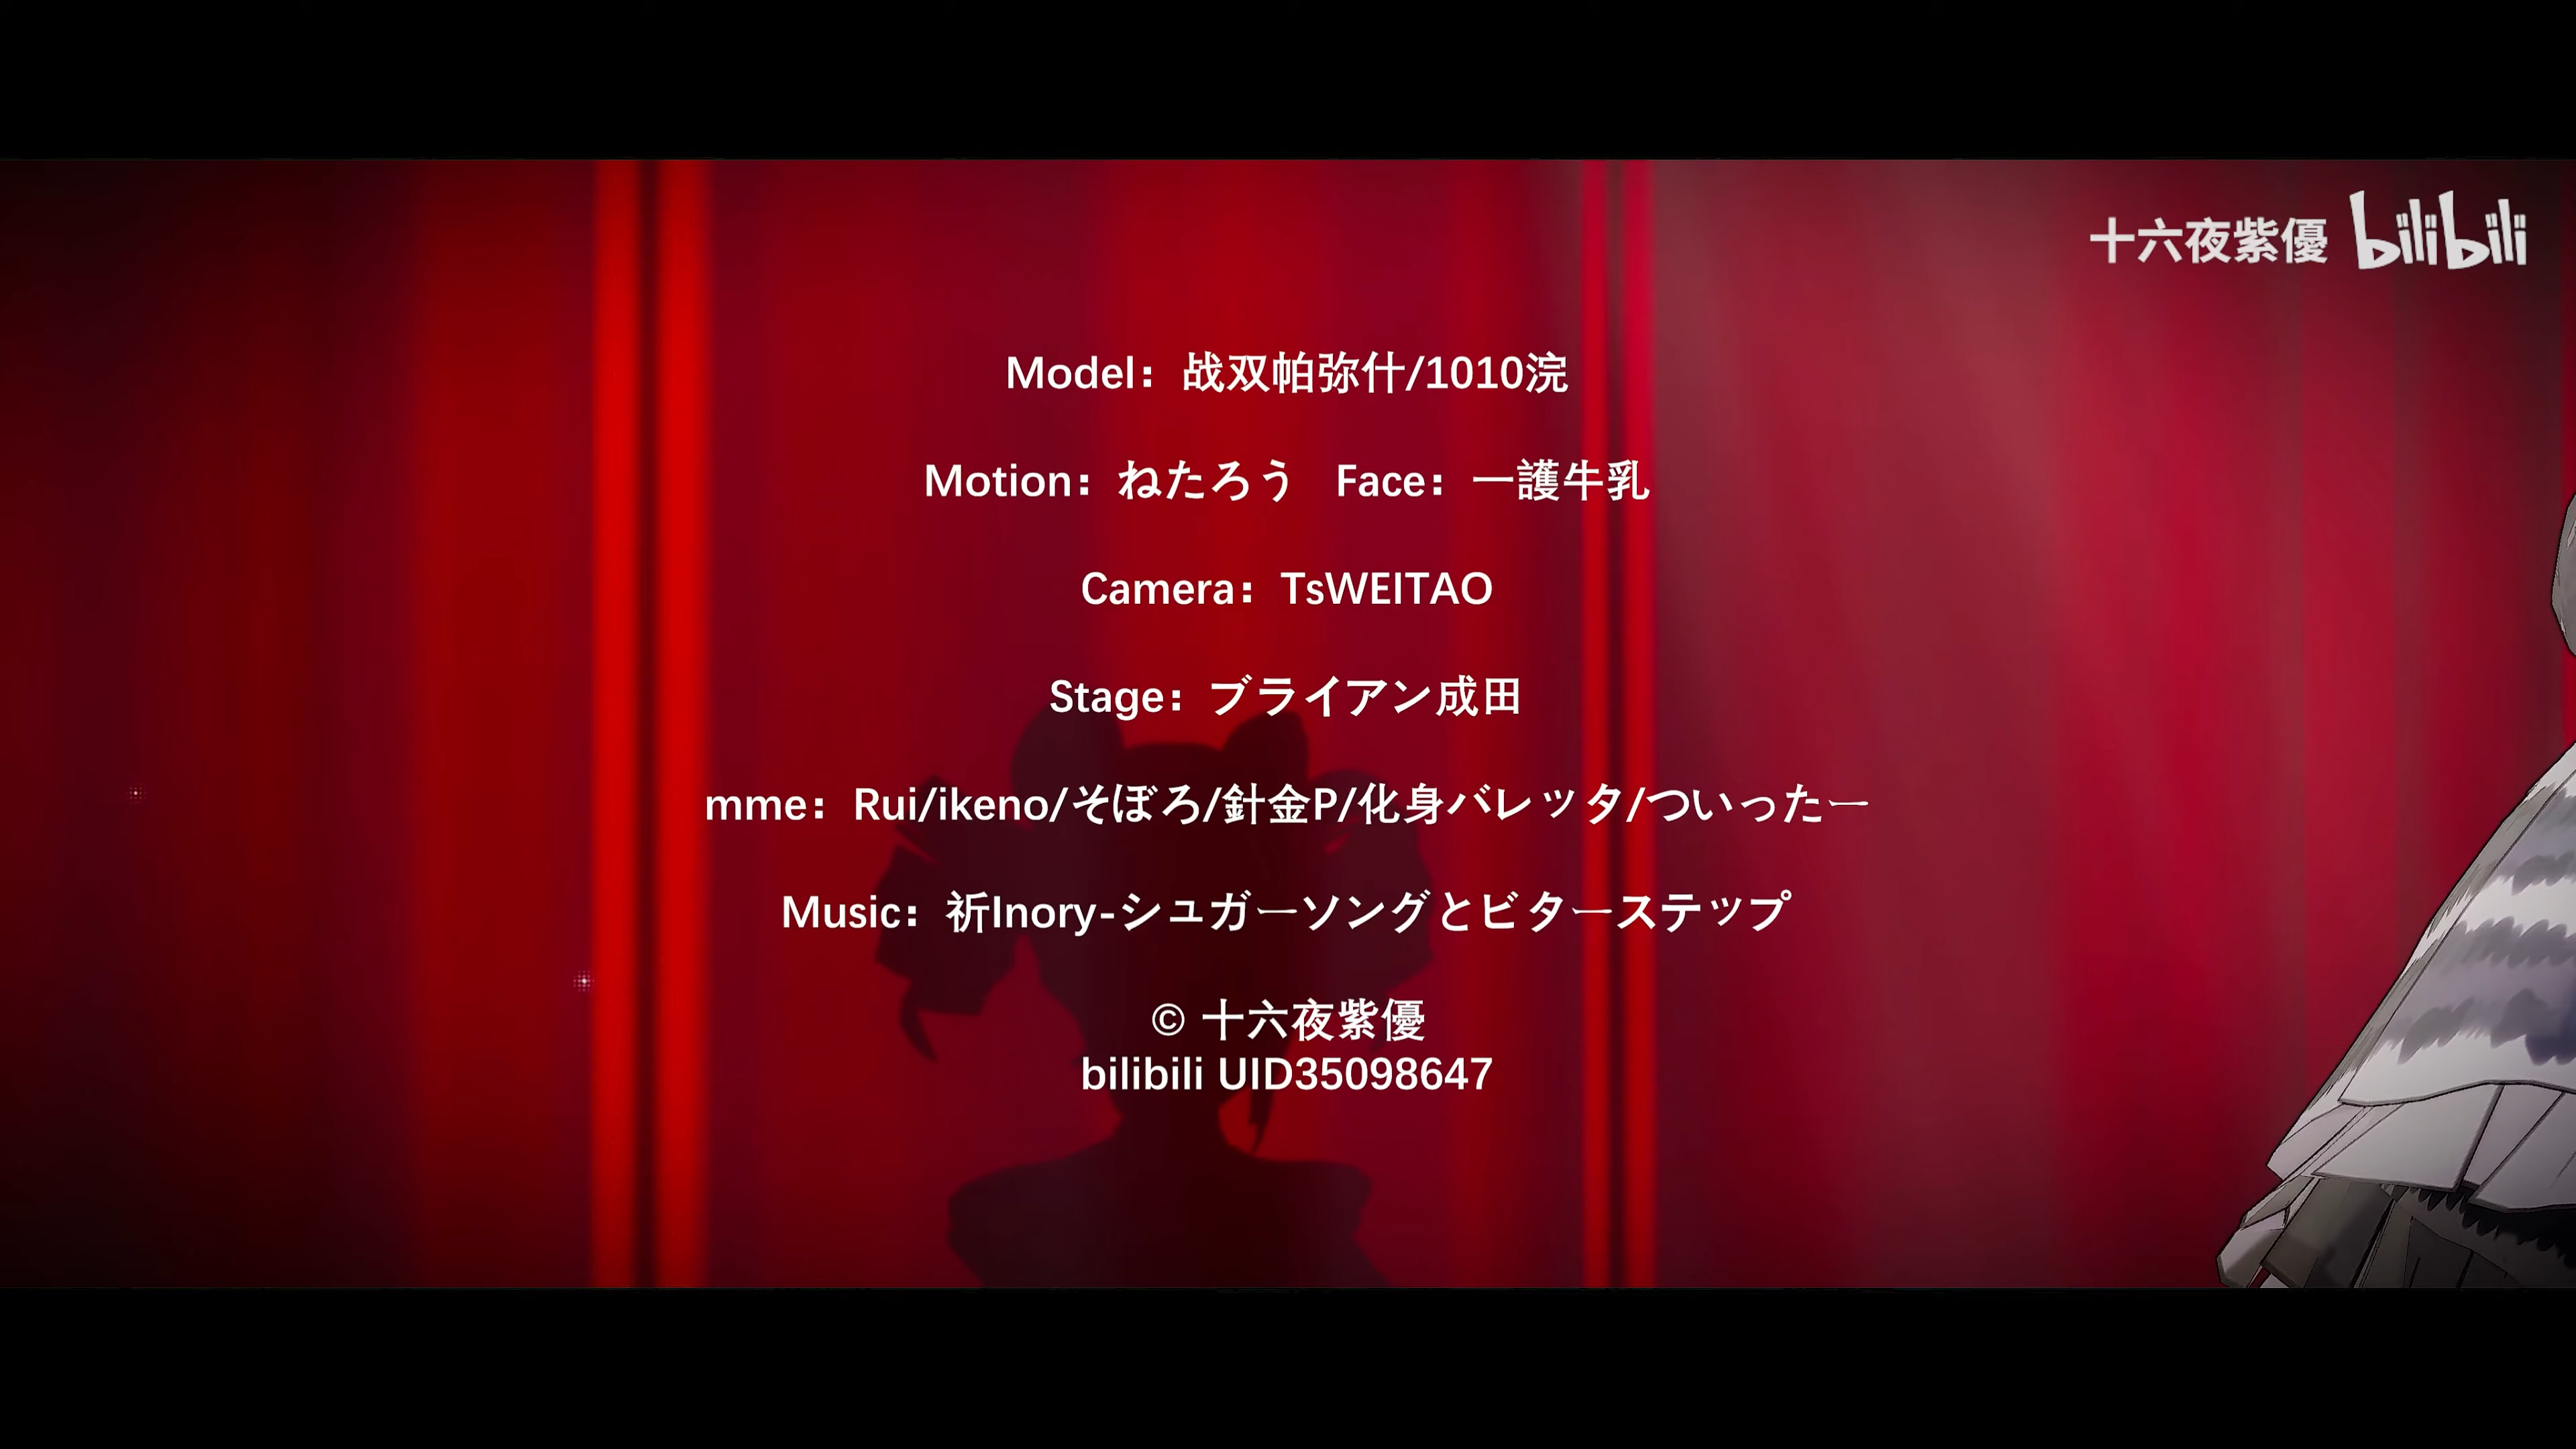 十六夜紫優 bilibili
Model：战双帕弥什/1010浣
Motion：ねたろう Face：一護牛乳
Camera：TsWEITAO
Stage：ブライアン成田
mme：Rui/ikeno/そぼろ/針金P/化身バレッタ/ついったー
Music：祈Inory-シュガーソングとビターステップ
© 十六夜紫優
bilibili UID35098647